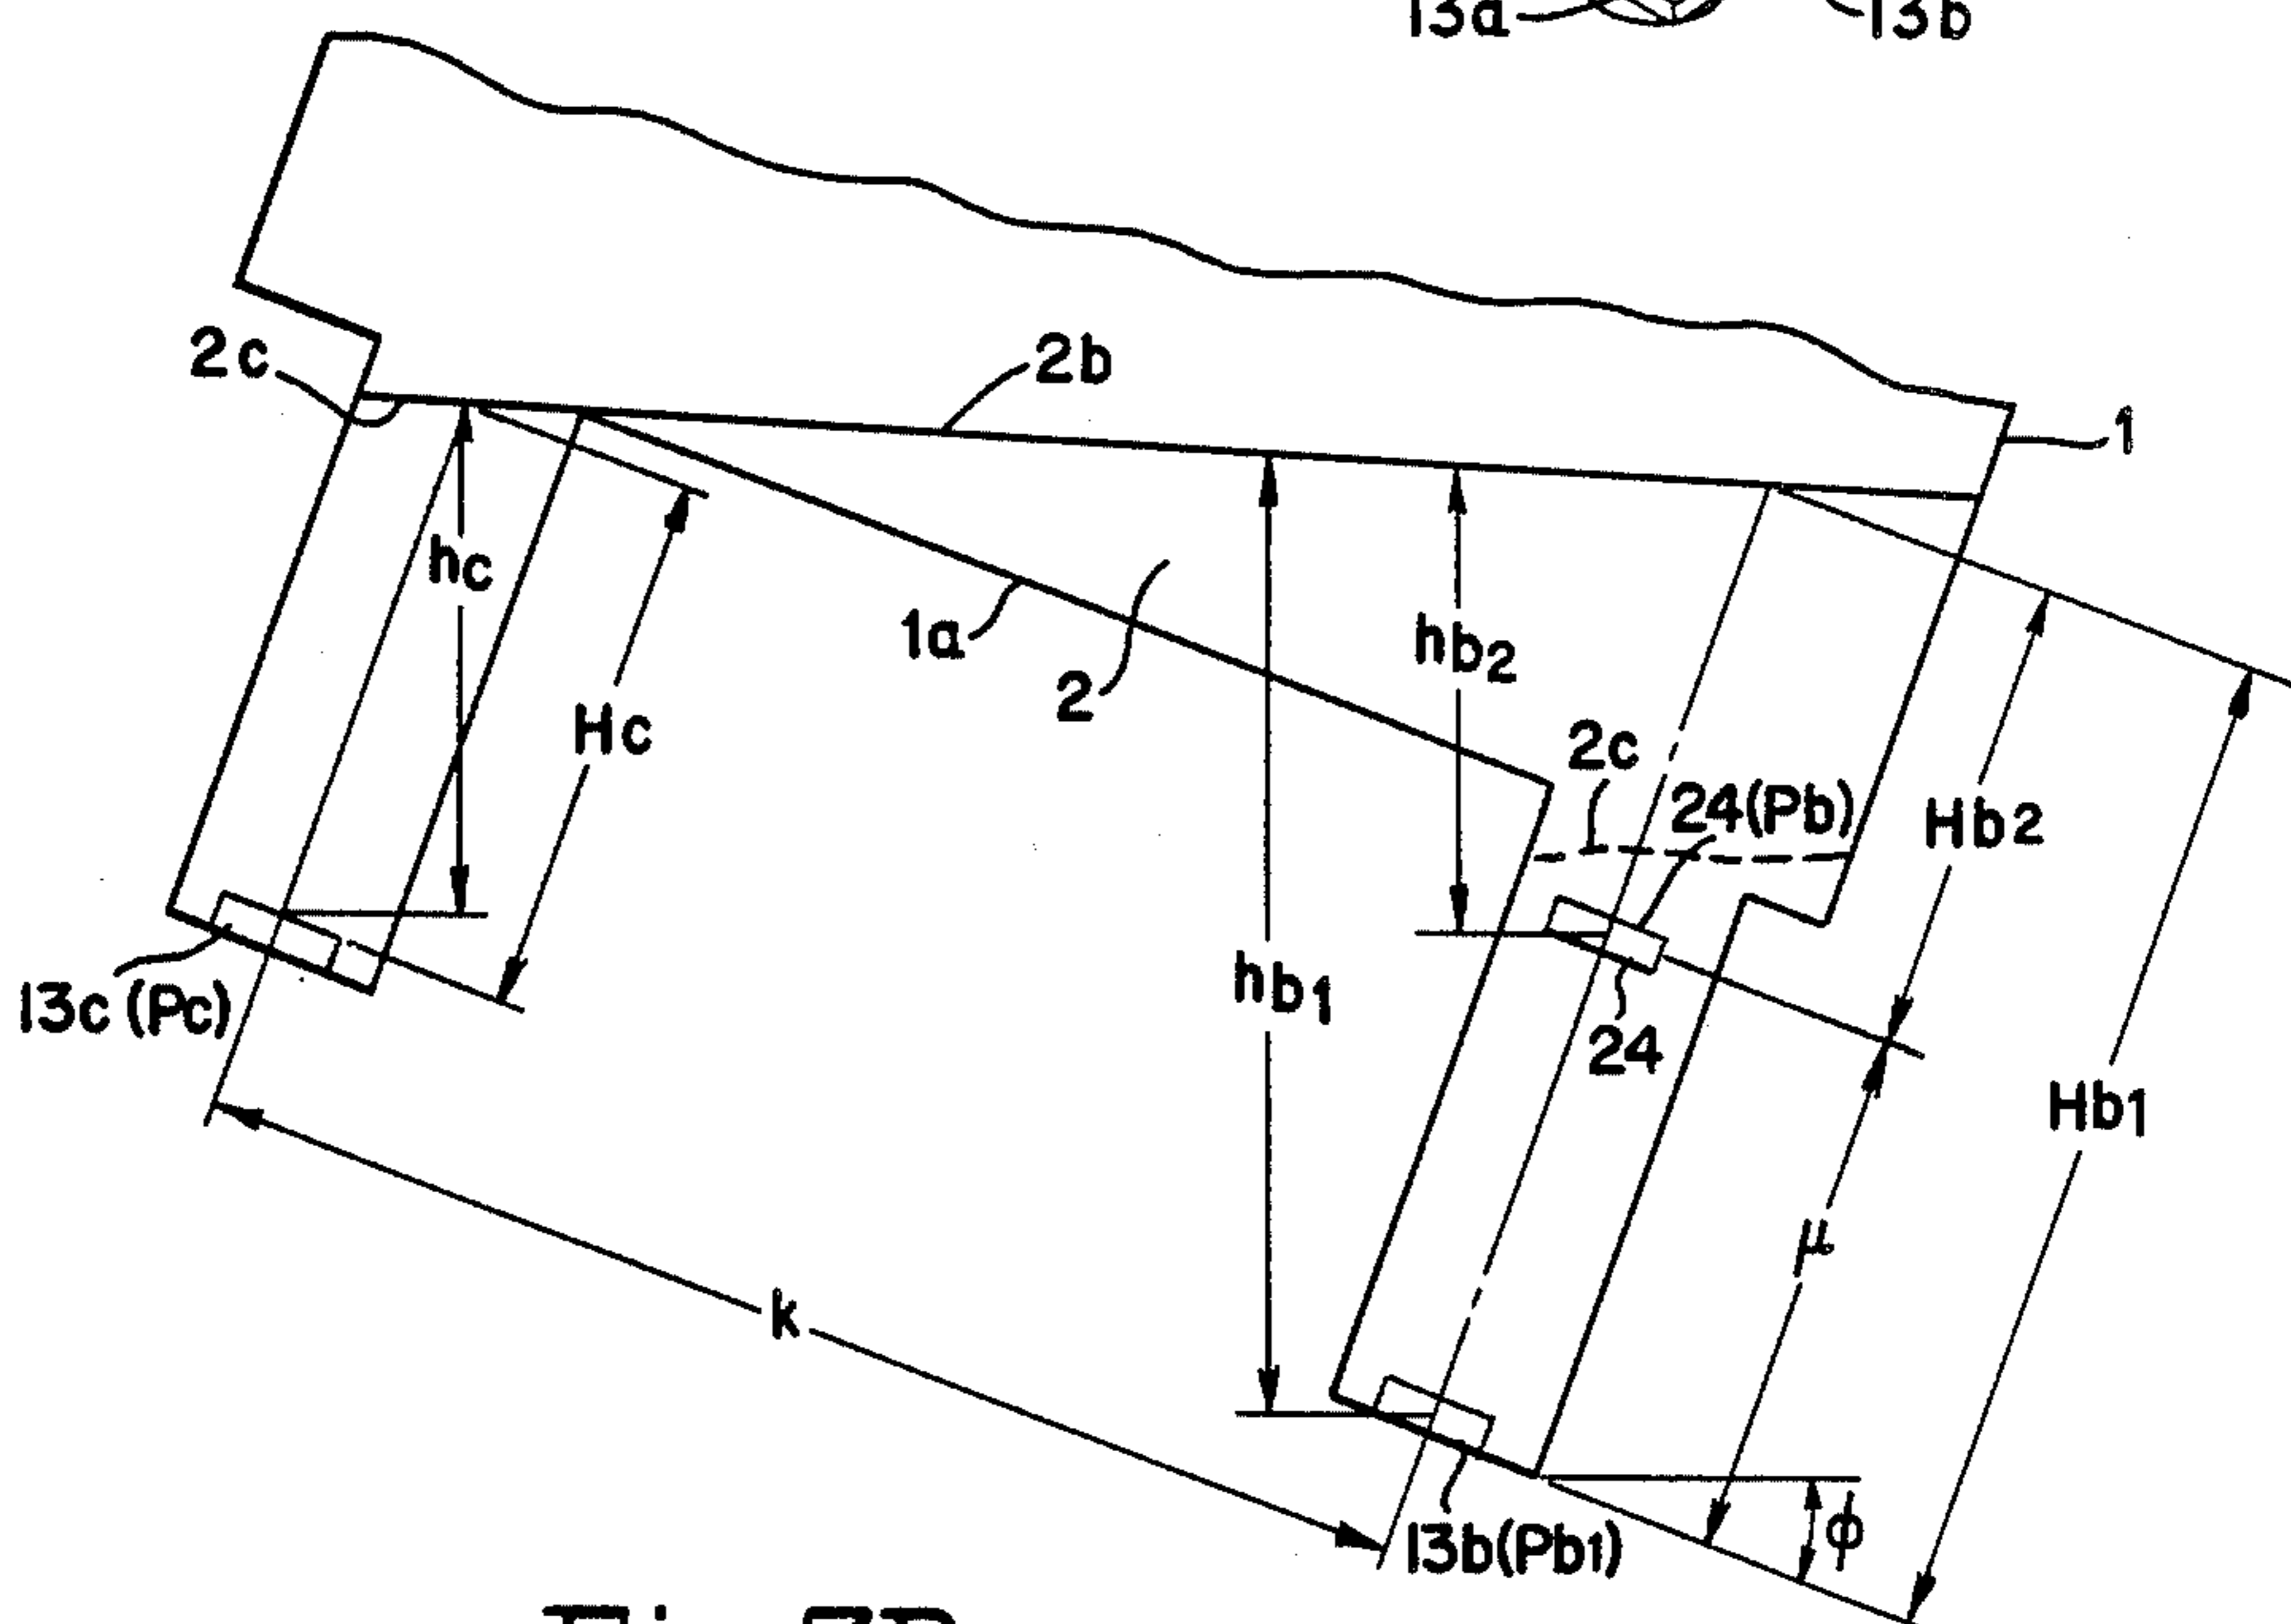 13a
13b
2c
2b
1
hc
1a
2
hb2
Hc
2c
24(Pb)
Hb2
hb1
13c(Pc)
24
Hb1
μ
k
13b(Pb1)
ϕ